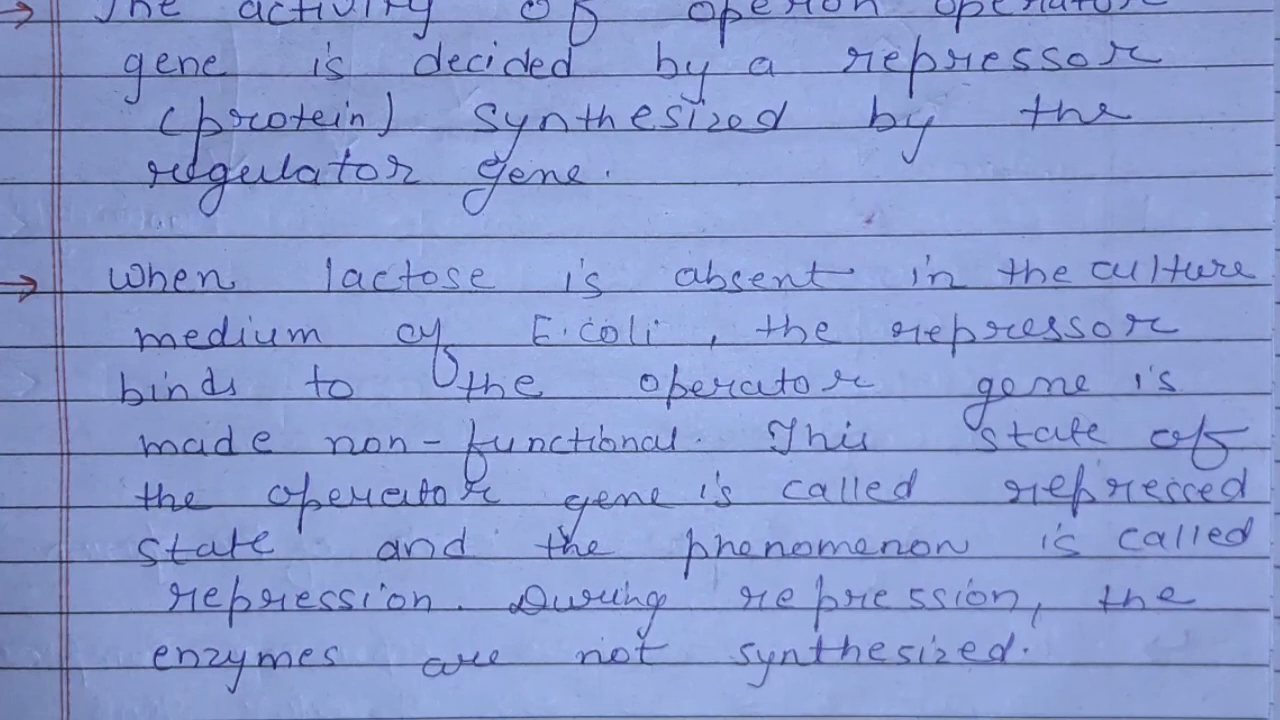 → The activity of operon operator
gene is decided by a repressor
(protein) synthesized by the
regulator gene.
→ When lactose is absent in the culture
medium of E.coli, the repressor
binds to the operator gene is
made non-functional. This state of
the operator gene is called repressed
state and the phenomenon is called
repression. During repression, the
enzymes are not synthesized.